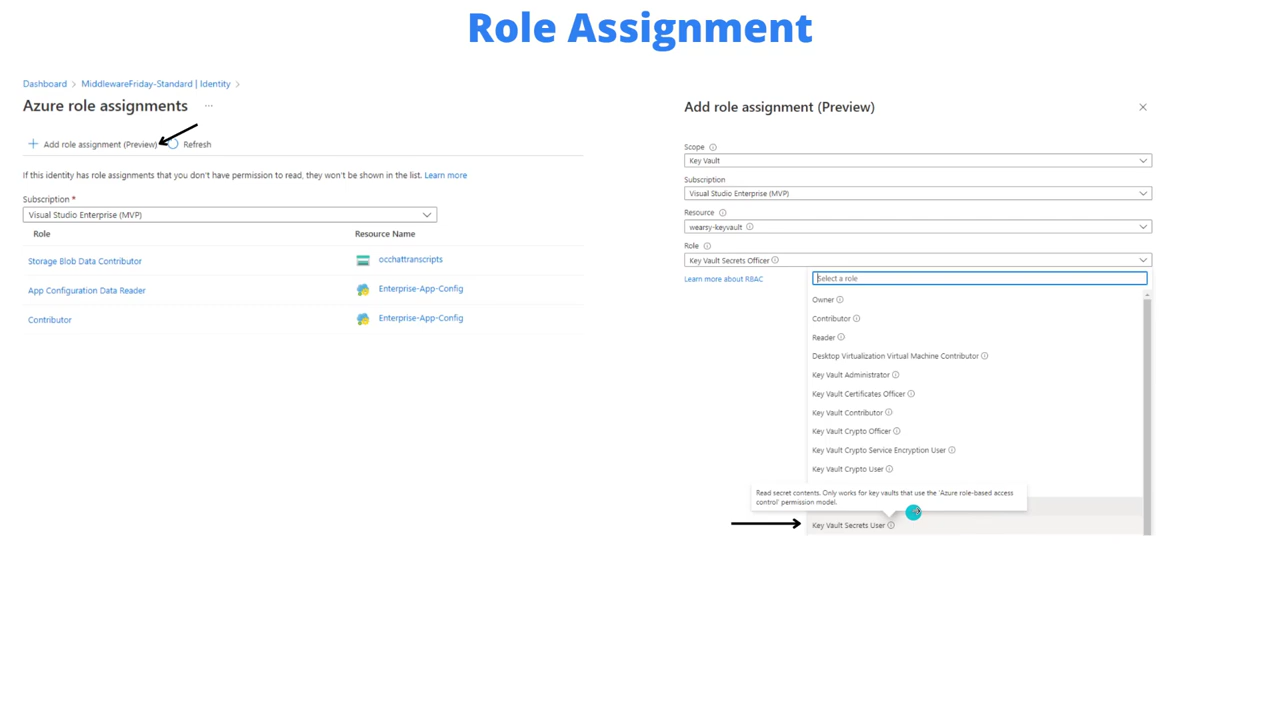 Role Assignment
Dashboard > MiddlewareFriday-Standard | Identity >
Azure role assignments ...
+ Add role assignment (Preview) Refresh
If this identity has role assignments that you don't have permission to read, they won't be shown in the list. Learn more
Subscription *
Visual Studio Enterprise (MVP)
Role Resource Name
Storage Blob Data Contributor occhattranscripts
App Configuration Data Reader Enterprise-App-Config
Contributor Enterprise-App-Config
Add role assignment (Preview)
Scope
Key Vault
Subscription
Visual Studio Enterprise (MVP)
Resource
wearsy-keyvault
Role
Key Vault Secrets Officer
Learn more about RBAC
Select a role
Owner
Contributor
Reader
Desktop Virtualization Virtual Machine Contributor
Key Vault Administrator
Key Vault Certificates Officer
Key Vault Contributor
Key Vault Crypto Officer
Key Vault Crypto Service Encryption User
Key Vault Crypto User
Read secret contents. Only works for key vaults that use the 'Azure role-based access
control' permission model.
Key Vault Secrets User